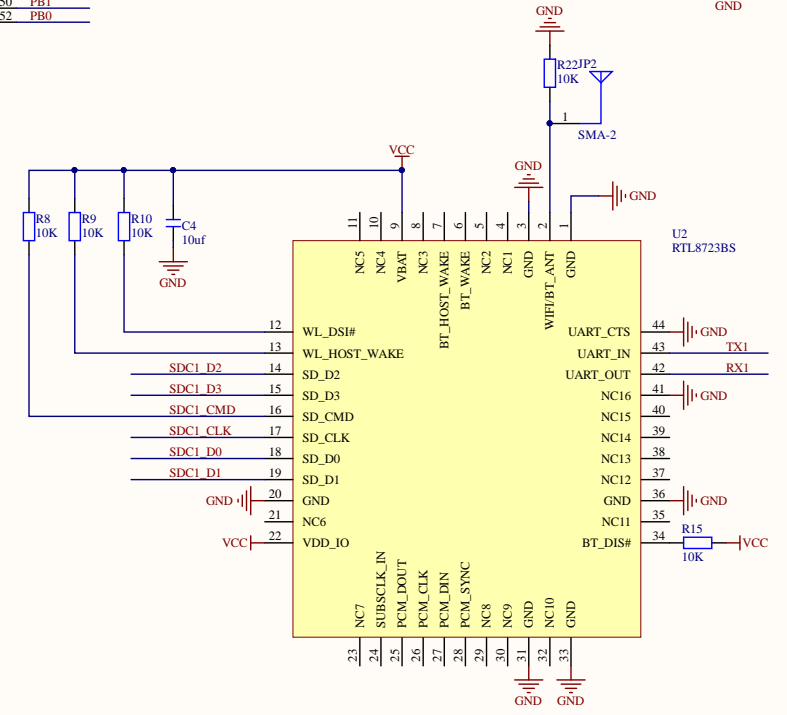 50 PB1
52 PB0
GND
GND
R22
10K
JP2
1
SMA-2
VCC
GND
GND
R8
10K
R9
10K
R10
10K
C4
10uf
GND
U2
RTL8723BS
11 10 9 8 7 6 5 4 3 2 1
NC5
NC4
VBAT
NC3
BT_HOST_WAKE
BT_WAKE
NC2
NC1
GND
WIFI/BT_ANT
GND
12 WL_DSI#
13 WL_HOST_WAKE
SDC1_D2 14 SD_D2
SDC1_D3 15 SD_D3
SDC1_CMD 16 SD_CMD
SDC1_CLK 17 SD_CLK
SDC1_D0 18 SD_D0
SDC1_D1 19 SD_D1
GND 20 GND
21 NC6
VCC 22 VDD_IO
UART_CTS 44 GND
UART_IN 43 TX1
UART_OUT 42 RX1
NC16 41 GND
NC15 40
NC14 39
NC13 38
NC12 37
GND 36 GND
NC11 35
R15
BT_DIS# 34 VCC
10K
NC7
SUBSCLK_IN
PCM_DOUT
PCM_CLK
PCM_DIN
PCM_SYNC
NC8
NC9
GND
NC10
GND
23 24 25 26 27 28 29 30 31 32 33
GND GND